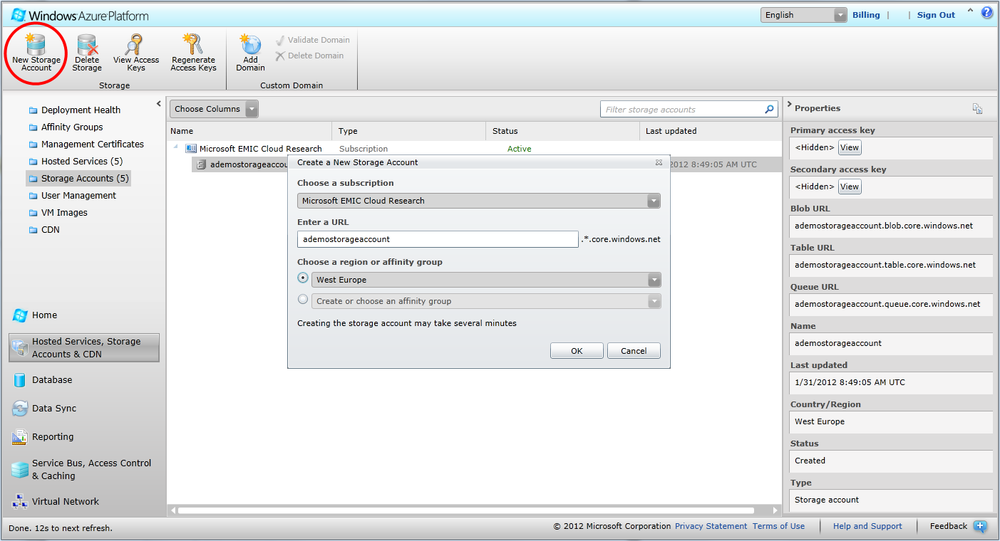 Windows Azure Platform
English
Billing | | Sign Out
New Storage
Account
Delete
Storage
View Access
Keys
Regenerate
Access Keys
Storage
Add
Domain
Validate Domain
Delete Domain
Custom Domain
Deployment Health
Affinity Groups
Management Certificates
Hosted Services (5)
Storage Accounts (5)
User Management
VM Images
CDN
Home
Hosted Services, Storage
Accounts & CDN
Database
Data Sync
Reporting
Service Bus, Access Control
& Caching
Virtual Network
Choose Columns
Filter storage accounts
Name Type Status Last updated
Microsoft EMIC Cloud Research Subscription Active
ademostorageaccou 2012 8:49:05 AM UTC
Create a New Storage Account
Choose a subscription
Microsoft EMIC Cloud Research
Enter a URL
ademostorageaccount .*.core.windows.net
Choose a region or affinity group
West Europe
Create or choose an affinity group
Creating the storage account may take several minutes
OK Cancel
Properties
Primary access key
<Hidden> View
Secondary access key
<Hidden> View
Blob URL
ademostorageaccount.blob.core.windows.net
Table URL
ademostorageaccount.table.core.windows.net
Queue URL
ademostorageaccount.queue.core.windows.net
Name
ademostorageaccount
Last updated
1/31/2012 8:49:05 AM UTC
Country/Region
West Europe
Status
Created
Type
Storage account
Done. 12s to next refresh.
© 2012 Microsoft Corporation Privacy Statement Terms of Use | Help and Support | Feedback